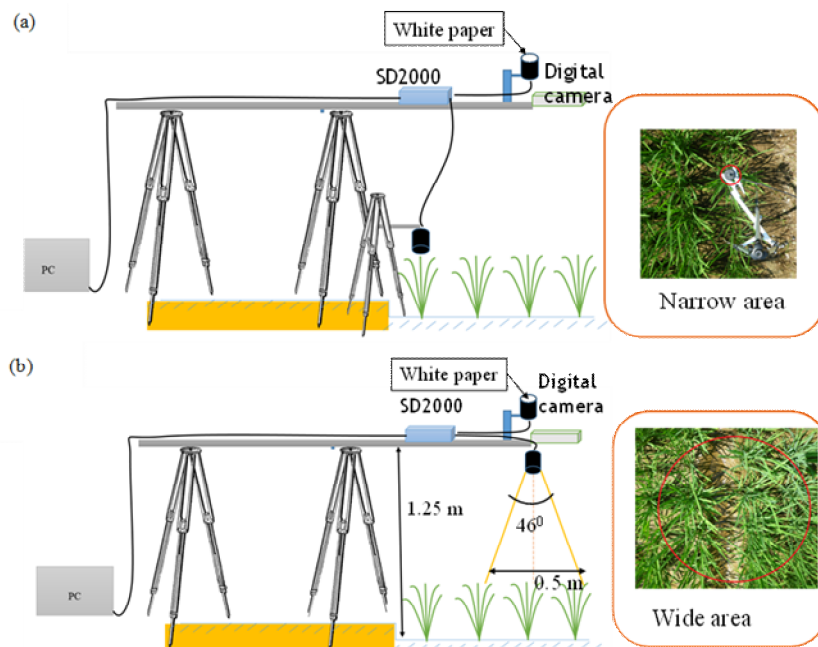 (a)
White paper
SD2000
Digital
camera
PC
Narrow area
(b)
White paper
Digital
camera
SD2000
1.25 m
46⁰
0.5 m
PC
Wide area